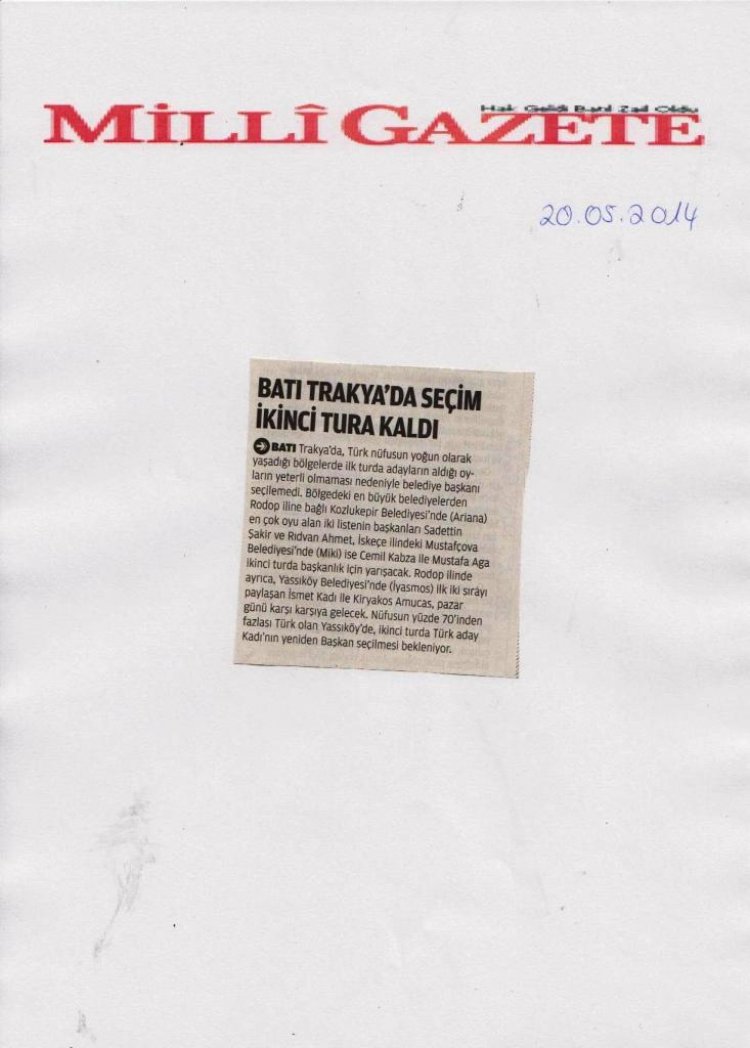 Hak Geldi Batıl Zail Oldu
MİLLÎ GAZETE
20.05.2014
BATI TRAKYA'DA SEÇİM
İKİNCİ TURA KALDI
BATI Trakya'da, Türk nüfusun yoğun olarak
yaşadığı bölgelerde ilk turda adayların aldığı oy-
ların yeterli olmaması nedeniyle belediye başkanı
seçilemedi. Bölgedeki en büyük belediyelerden
Rodop iline bağlı Kozlukepir Belediyesi'nde (Ariana)
en çok oyu alan iki listenin başkanları Sadettin
Şakir ve Rıdvan Ahmet, İskeçe ilindeki Mustafçova
Belediyesi'nde (Miki) ise Cemil Kabza ile Mustafa Aga
ikinci turda başkanlık için yarışacak. Rodop ilinde
ayrıca, Yassıköy Belediyesi'nde (İyasmos) ilk iki sırayı
paylaşan İsmet Kadı ile Kiryakos Amucas, pazar
günü karşı karşıya gelecek. Nüfusun yüzde 70'inden
fazlası Türk olan Yassıköy'de, ikinci turda Türk aday
Kadı'nın yeniden Başkan seçilmesi bekleniyor.